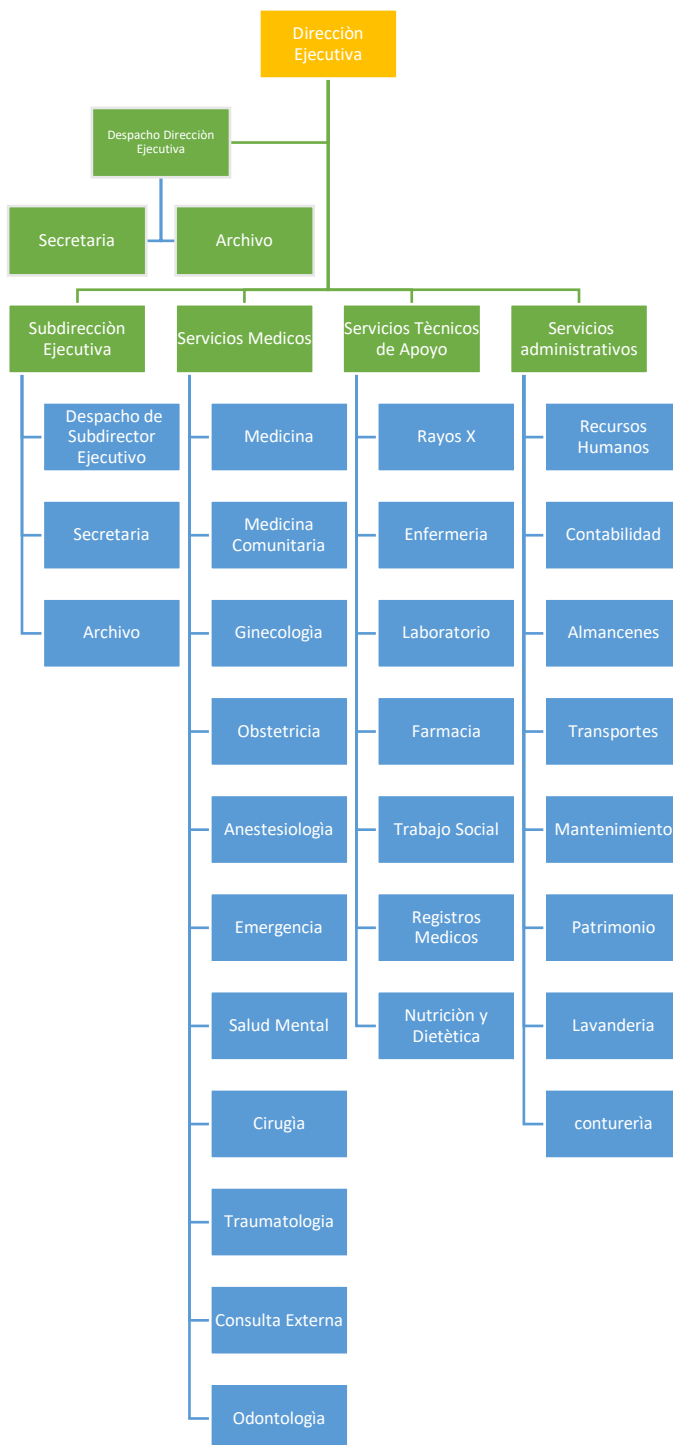 Direcciòn
Ejecutiva
Despacho Direcciòn
Ejecutiva
Secretaria
Archivo
Subdirecciòn
Ejecutiva
Servicios Medicos
Servicios Tècnicos
de Apoyo
Servicios
administrativos
Despacho de
Subdirector
Ejecutivo
Secretaria
Archivo
Medicina
Medicina
Comunitaria
Ginecologìa
Obstetricia
Anestesiologìa
Emergencia
Salud Mental
Cirugìa
Traumatologia
Consulta Externa
Odontologìa
Rayos X
Enfermeria
Laboratorio
Farmacia
Trabajo Social
Registros
Medicos
Nutriciòn y
Dietètica
Recursos
Humanos
Contabilidad
Almancenes
Transportes
Mantenimiento
Patrimonio
Lavanderia
conturerìa